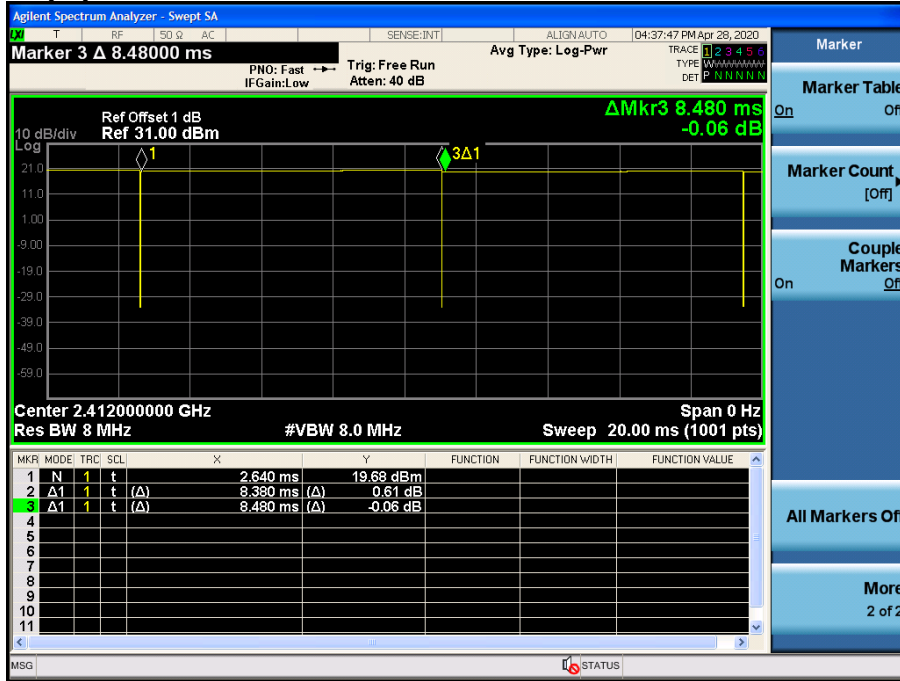 Agilent Spectrum Analyzer - Swept SA
LXI T RF 50 Ω AC SENSE:INT ALIGN AUTO 04:37:47 PM Apr 28, 2020
Marker 3 Δ 8.48000 ms
PNO: Fast
IFGain:Low
Trig: Free Run
Atten: 40 dB
Avg Type: Log-Pwr
TRACE 1 2 3 4 5 6
TYPE WWWWWW
DET P N N N N N
Ref Offset 1 dB
10 dB/div Ref 31.00 dBm
Log
ΔMkr3 8.480 ms
-0.06 dB
1
3Δ1
21.0
11.0
1.00
-9.00
-19.0
-29.0
-39.0
-49.0
-59.0
Center 2.412000000 GHz Span 0 Hz
Res BW 8 MHz #VBW 8.0 MHz Sweep 20.00 ms (1001 pts)
MKR MODE TRC SCL X Y FUNCTION FUNCTION WIDTH FUNCTION VALUE
1 N 1 t 2.640 ms 19.68 dBm
2 Δ1 1 t (Δ) 8.380 ms (Δ) 0.61 dB
3 Δ1 1 t (Δ) 8.480 ms (Δ) -0.06 dB
4
5
6
7
8
9
10
11
MSG STATUS
Marker
Marker Table
On Off
Marker Count
[Off]
Couple
Markers
On Off
All Markers Off
More
2 of 2